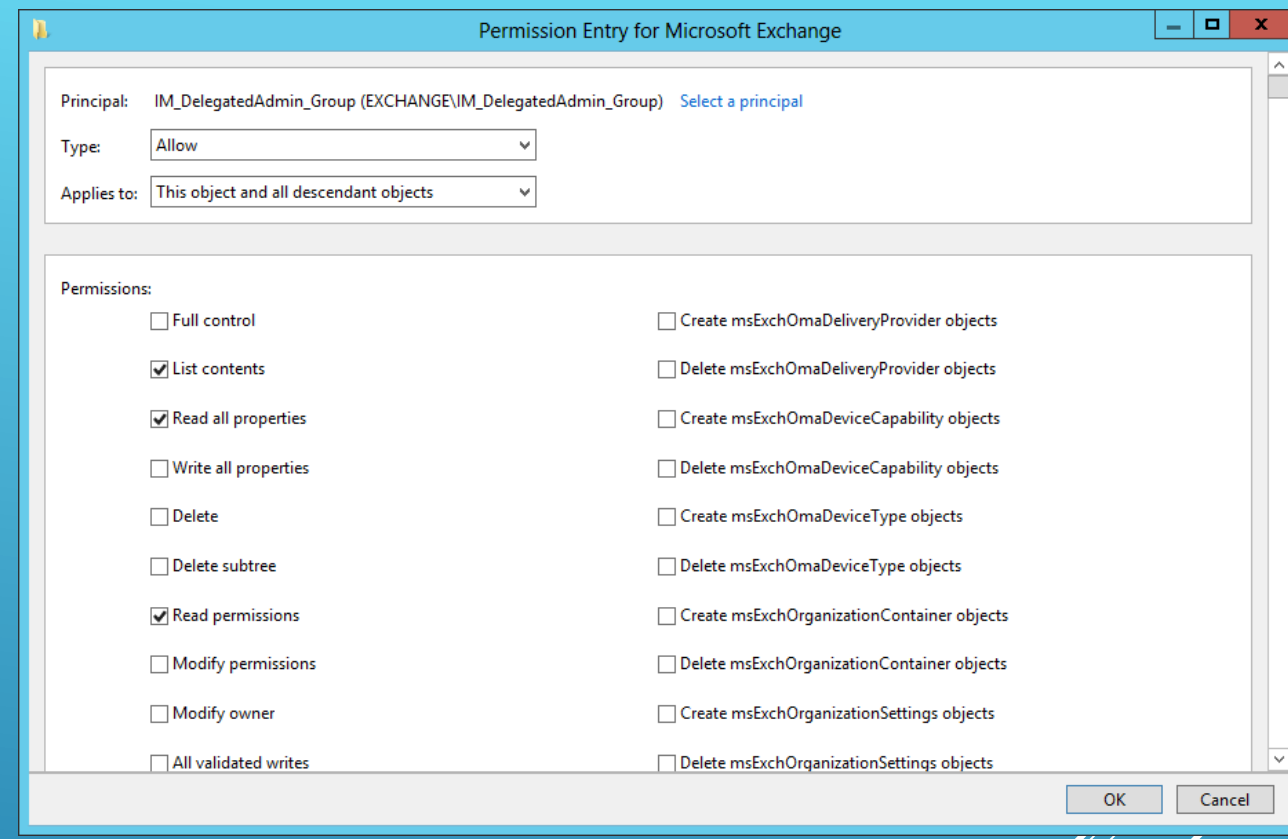 Permission Entry for Microsoft Exchange
Principal: IM_DelegatedAdmin_Group (EXCHANGE\IM_DelegatedAdmin_Group) Select a principal
Type: Allow
Applies to: This object and all descendant objects
Permissions:
Full control
List contents
Read all properties
Write all properties
Delete
Delete subtree
Read permissions
Modify permissions
Modify owner
All validated writes
Create msExchOmaDeliveryProvider objects
Delete msExchOmaDeliveryProvider objects
Create msExchOmaDeviceCapability objects
Delete msExchOmaDeviceCapability objects
Create msExchOmaDeviceType objects
Delete msExchOmaDeviceType objects
Create msExchOrganizationContainer objects
Delete msExchOrganizationContainer objects
Create msExchOrganizationSettings objects
Delete msExchOrganizationSettings objects
OK Cancel